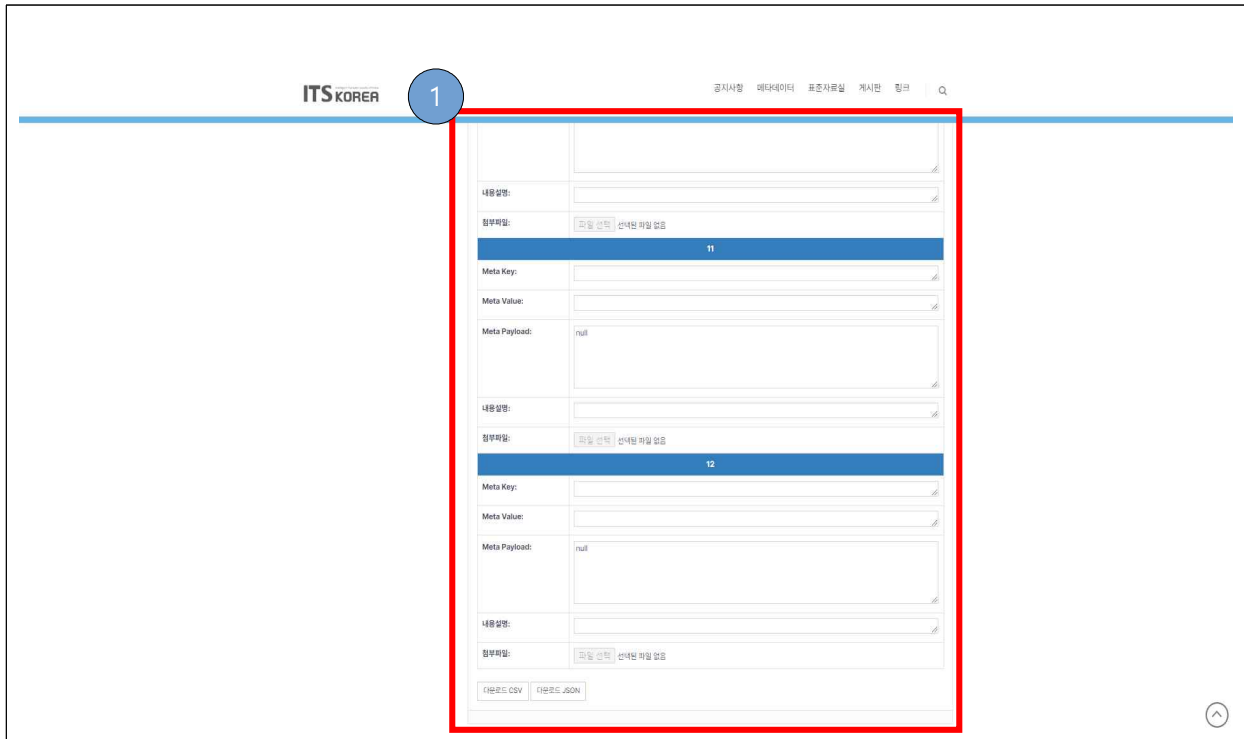 ITS KOREA
1
공지사항 메타데이터 표준자료실 게시판 링크
내용설명:
첨부파일: 파일 선택 선택된 파일 없음
11
Meta Key:
Meta Value:
Meta Payload: null
내용설명:
첨부파일: 파일 선택 선택된 파일 없음
12
Meta Key:
Meta Value:
Meta Payload: null
내용설명:
첨부파일: 파일 선택 선택된 파일 없음
다운로드 CSV 다운로드 JSON